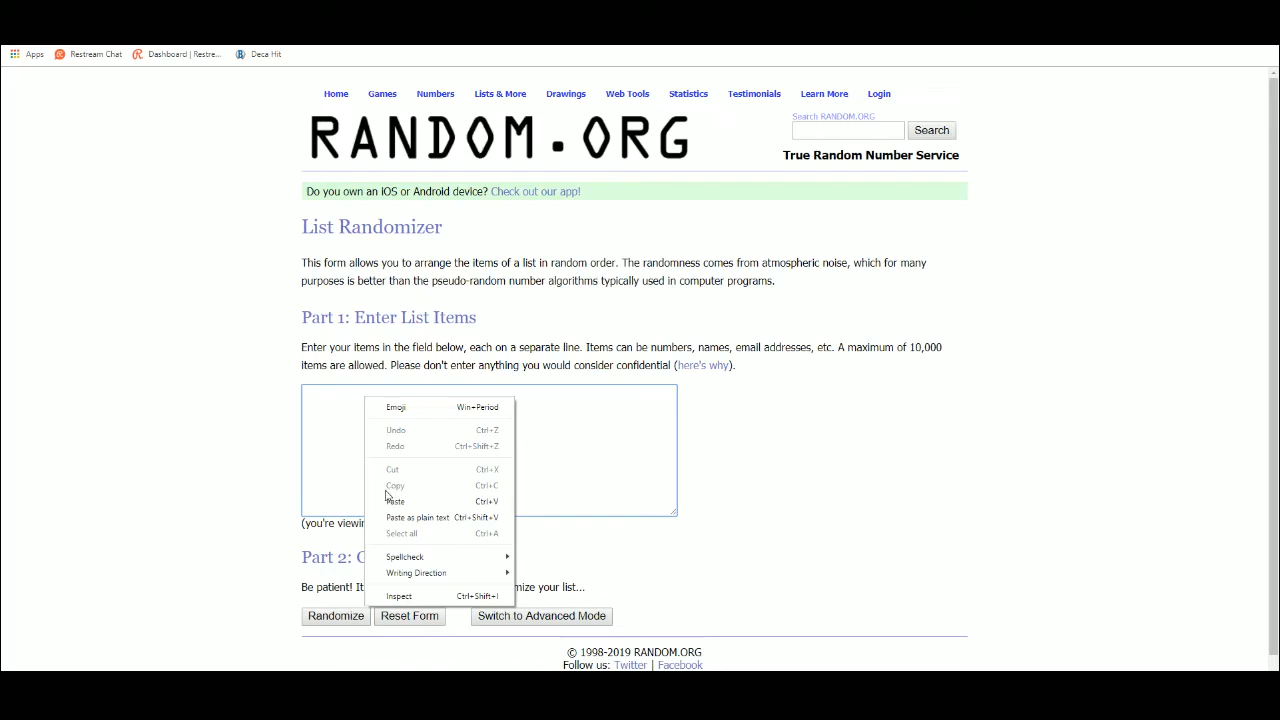 Apps Restream Chat Dashboard | Restre... Deca Hit
Home Games Numbers Lists & More Drawings Web Tools Statistics Testimonials Learn More Login
RANDOM.ORG
Search RANDOM.ORG
Search
True Random Number Service
Do you own an iOS or Android device? Check out our app!
List Randomizer
This form allows you to arrange the items of a list in random order. The randomness comes from atmospheric noise, which for many
purposes is better than the pseudo-random number algorithms typically used in computer programs.
Part 1: Enter List Items
Enter your items in the field below, each on a separate line. Items can be numbers, names, email addresses, etc. A maximum of 10,000
items are allowed. Please don't enter anything you would consider confidential (here's why).
Emoji Win+Period
Undo Ctrl+Z
Redo Ctrl+Shift+Z
Cut Ctrl+X
Copy Ctrl+C
Paste Ctrl+V
Paste as plain text Ctrl+Shift+V
Select all Ctrl+A
Spellcheck
Writing Direction
Inspect Ctrl+Shift+I
(you're viewin
Part 2:
Be patient! It mize your list...
Randomize Reset Form Switch to Advanced Mode
© 1998-2019 RANDOM.ORG
Follow us: Twitter | Facebook